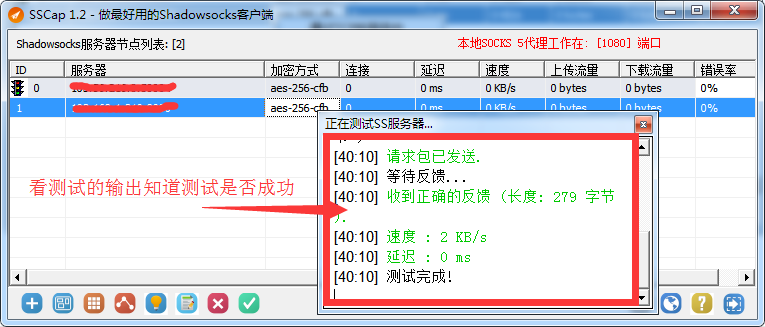 SSCap 1.2 - 做最好用的Shadowsocks客户端
Shadowsocks服务器节点列表: [2]
本地SOCKS 5代理工作在: [1080] 端口
ID 服务器 加密方式 连接 延迟 速度 上传流量 下载流量 错误率
0 aes-256-cfb 0 0 ms 0 KB/s 0 bytes 0 bytes 0%
1 aes-256-cfb 0 0 ms 0 KB/s 0 bytes 0 bytes 0%
正在测试SS服务器...
[40:10] 请求包已发送.
[40:10] 等待反馈...
[40:10] 收到正确的反馈 (长度: 279 字节
).
[40:10] 速度 : 2 KB/s
[40:10] 延迟 : 0 ms
[40:10] 测试完成!
看测试的输出知道测试是否成功